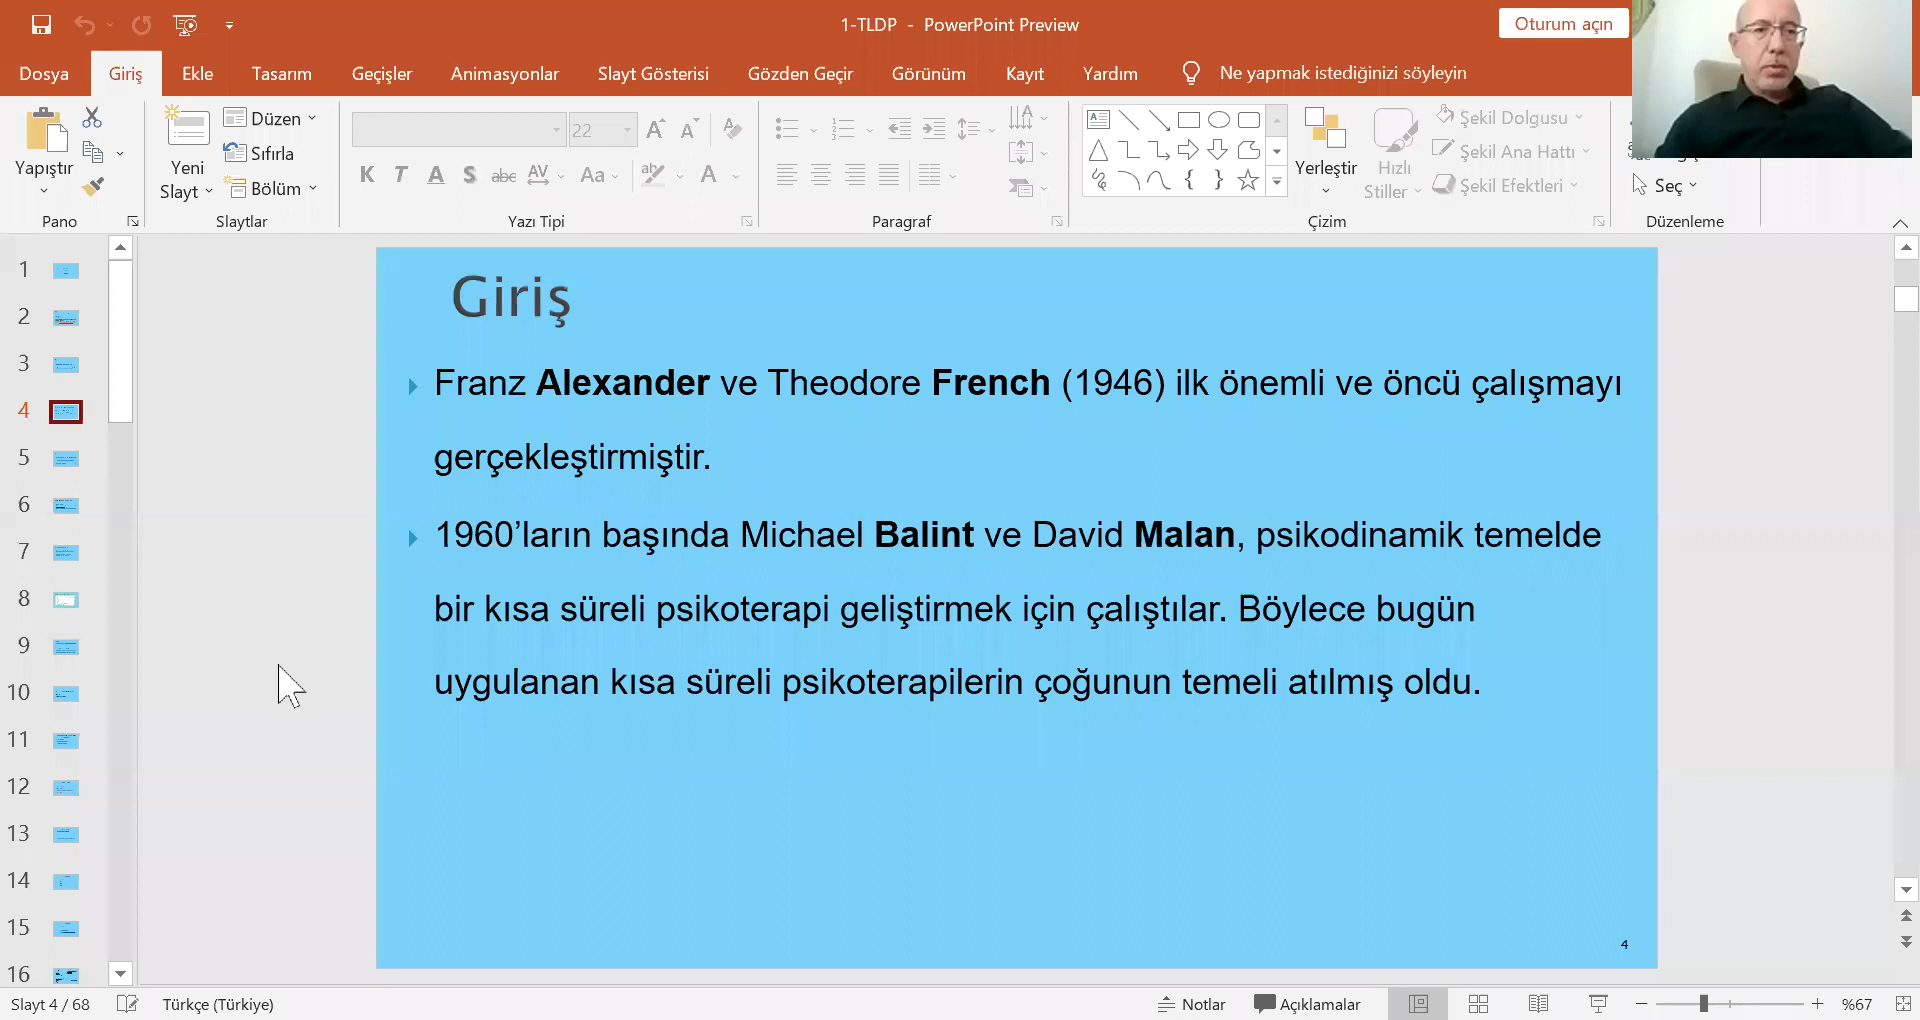 1-TLDP - PowerPoint Preview
Oturum açın
Dosya Giriş Ekle Tasarım Geçişler Animasyonlar Slayt Gösterisi Gözden Geçir Görünüm Kayıt Yardım Ne yapmak istediğinizi söyleyin
Yapıştır
Pano
Yeni Slayt
Düzen
Sıfırla
Bölüm
Slaytlar
22
K T A S abc AV Aa A
Yazı Tipi
Paragraf
Yerleştir
Hızlı Stiller
Şekil Dolgusu
Şekil Ana Hattı
Şekil Efektleri
Çizim
Seç
Düzenleme
1
2
3
4
5
6
7
8
9
10
11
12
13
14
15
16
Giriş
Franz Alexander ve Theodore French (1946) ilk önemli ve öncü çalışmayı
gerçekleştirmiştir.
1960’ların başında Michael Balint ve David Malan, psikodinamik temelde
bir kısa süreli psikoterapi geliştirmek için çalıştılar. Böylece bugün
uygulanan kısa süreli psikoterapilerin çoğunun temeli atılmış oldu.
4
Slayt 4 / 68 Türkçe (Türkiye) Notlar Açıklamalar %67